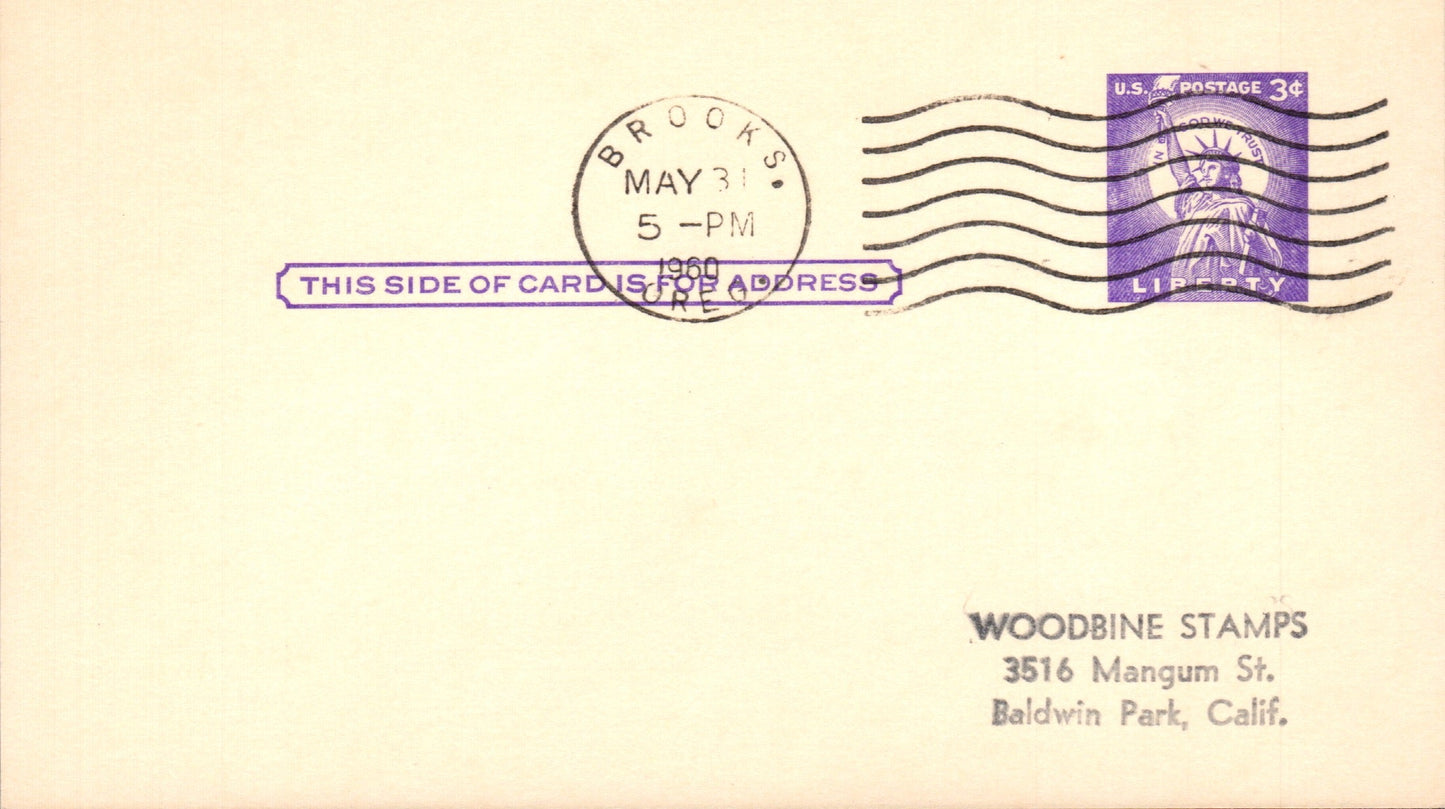 U.S. POSTAGE 3¢
IN GOD WE TRUST
LIBERTY
BROOKS.
MAY 31
5 -PM
1960
OREG.
THIS SIDE OF CARD IS FOR ADDRESS
WOODBINE STAMPS
3516 Mangum St.
Baldwin Park, Calif.